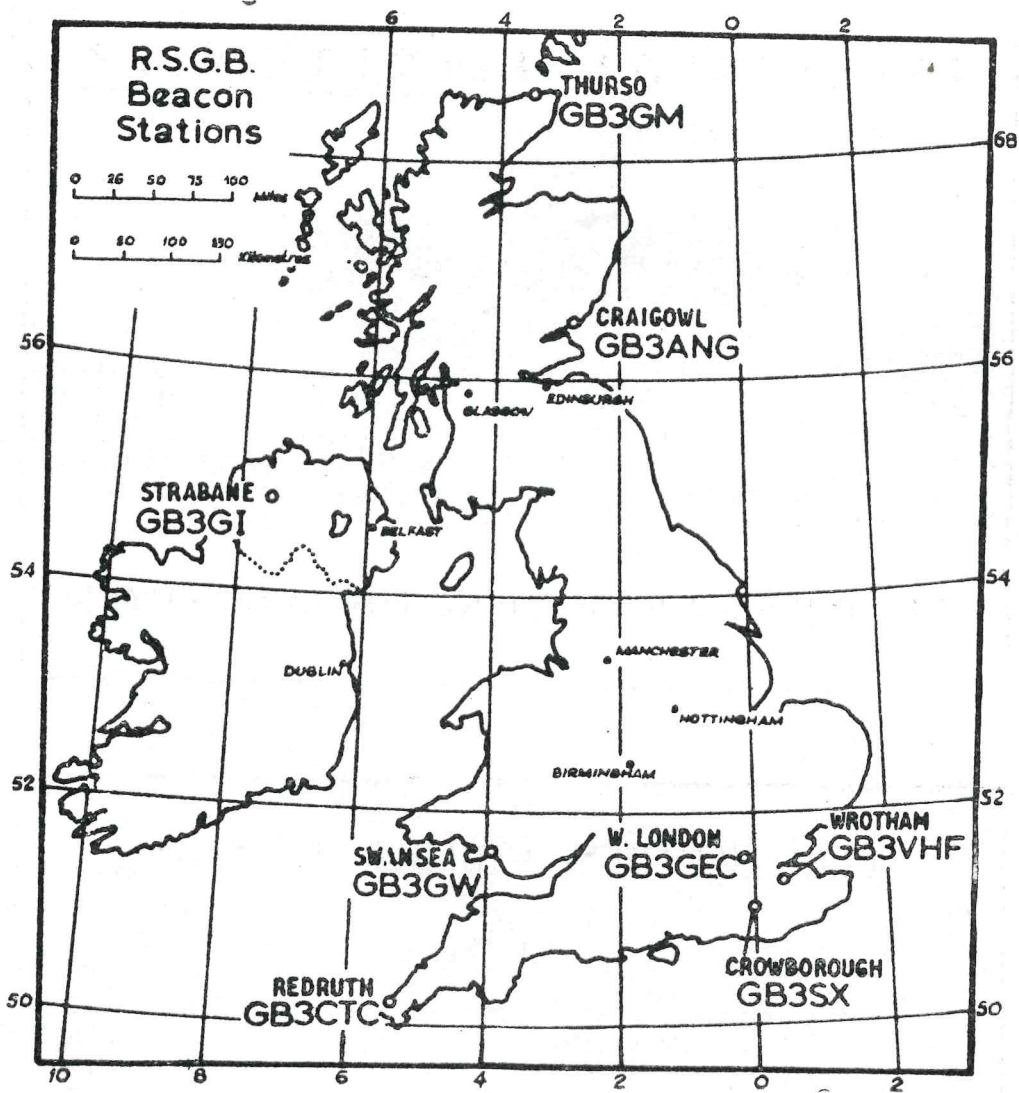 6 4 2 0 2
R.S.G.B.
Beacon
Stations
0 26 50 75 100
Miles
0 50 100 150
Kilometres
THURSO
GB3GM
68
CRAIGOWL
GB3ANG
56
56
GLASGOW
EDINBURGH
STRABANE
GB3GI
BELFAST
54
54
DUBLIN
MANCHESTER
NOTTINGHAM
BIRMINGHAM
52
52
WROTHAM
GB3VHF
W. LONDON
GB3GEC
SWANSEA
GB3GW
CROWBOROUGH
GB3SX
REDRUTH
GB3CTC
50
50
10 8 6 4 2 0 2